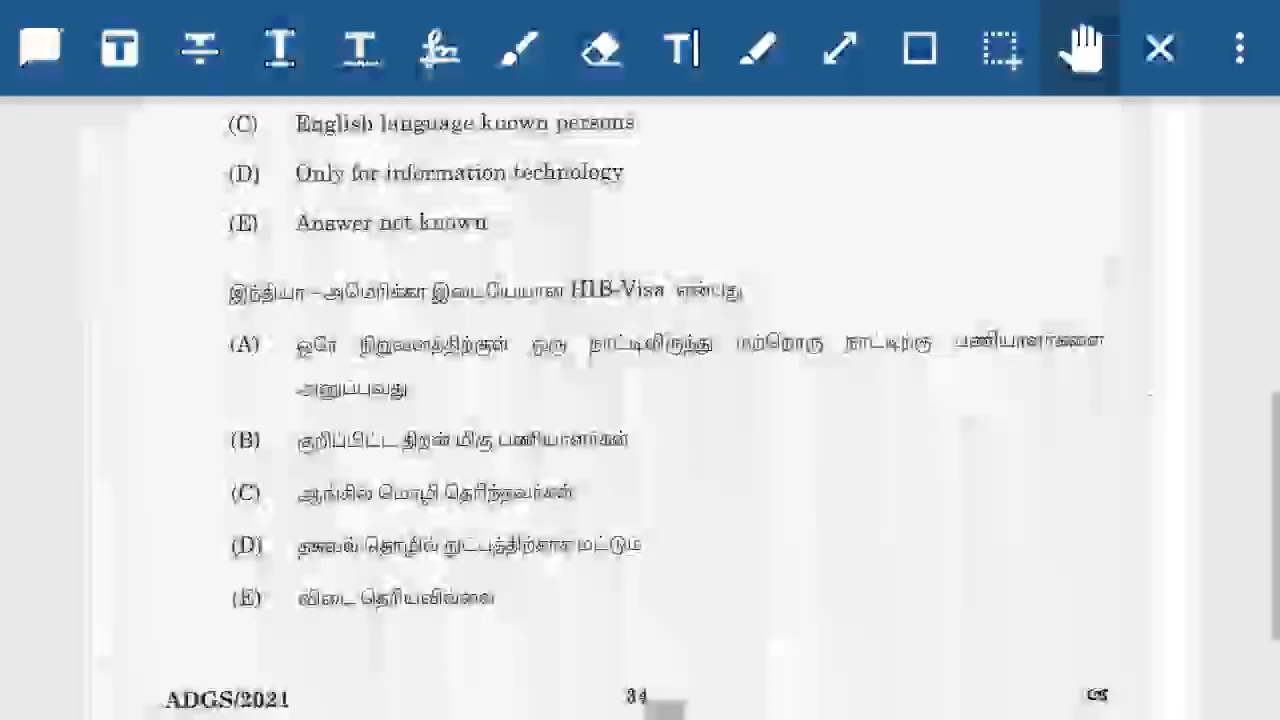 (C) English language known persons
(D) Only for information technology
(E) Answer not known
இந்தியா – அமெரிக்கா இடையேயான H1B-Visa என்பது
(A) ஒரே நிறுவனத்திற்குள் ஒரு நாட்டிலிருந்து மற்றொரு நாட்டிற்கு பணியாளர்களை
அனுப்புவது
(B) குறிப்பிட்ட திறன் மிகு பணியாளர்கள்
(C) ஆங்கில மொழி தெரிந்தவர்கள்
(D) தகவல் தொழில் நுட்பத்திற்காக மட்டும்
(E) விடை தெரியவில்லை
ADGS/2021 34